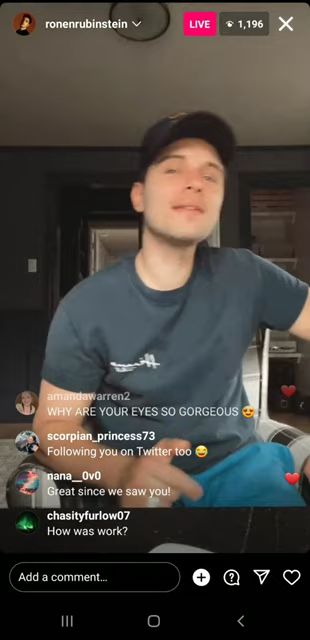 ronenrubinstein
LIVE
1,196
amandawarren2
WHY ARE YOUR EYES SO GORGEOUS 😍
scorpian_princess73
Following you on Twitter too 😂
nana__0v0
Great since we saw you!
chasityfurlow07
How was work?
Add a comment...